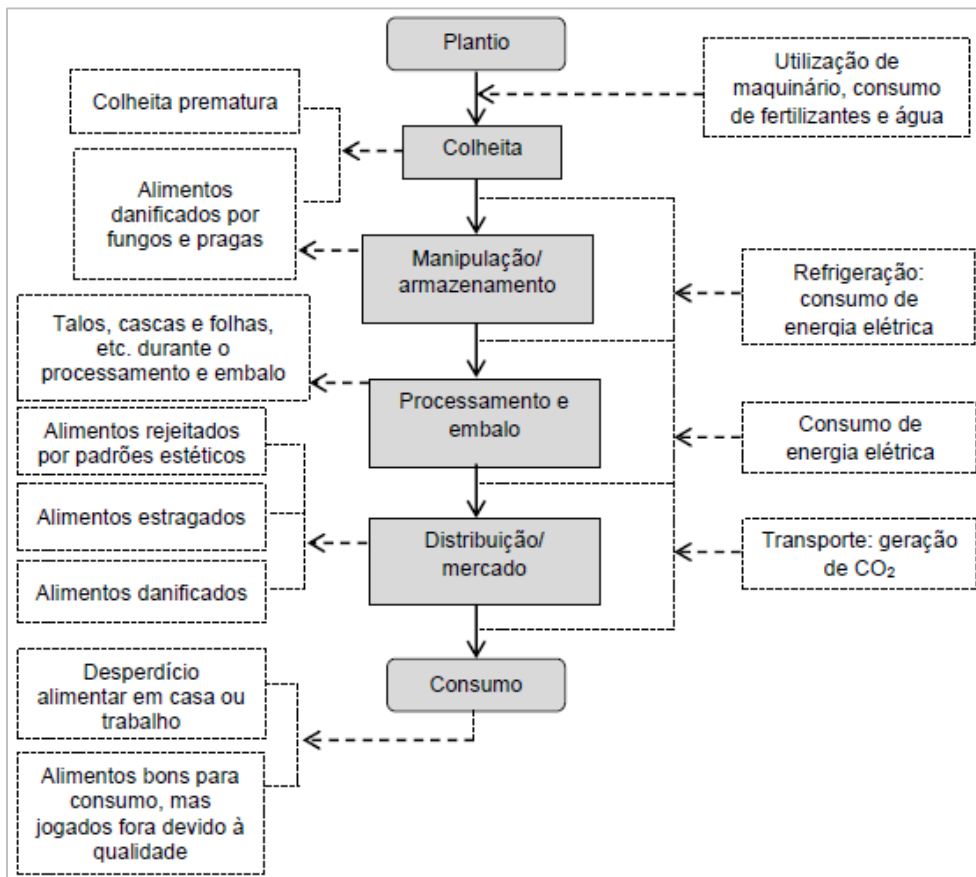 Plantio
Utilização de
maquinário, consumo
de fertilizantes e água
Colheita prematura
Colheita
Alimentos
danificados por
fungos e pragas
Manipulação/
armazenamento
Refrigeração:
consumo de
energia elétrica
Talos, cascas e folhas,
etc. durante o
processamento e embalo
Processamento e
embalo
Alimentos rejeitados
por padrões estéticos
Consumo de
energia elétrica
Alimentos estragados
Distribuição/
mercado
Transporte: geração
de CO₂
Alimentos danificados
Desperdício
alimentar em casa ou
trabalho
Consumo
Alimentos bons para
consumo, mas
jogados fora devido à
qualidade